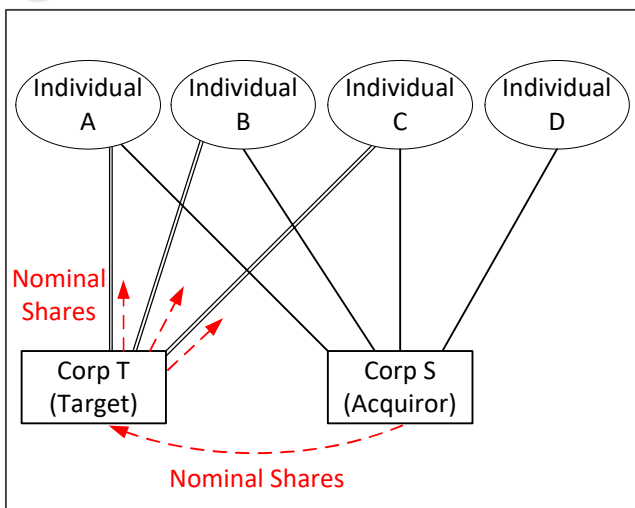 Individual
A
Individual
B
Individual
C
Individual
D
Nominal
Shares
Corp T
(Target)
Corp S
(Acquiror)
Nominal Shares